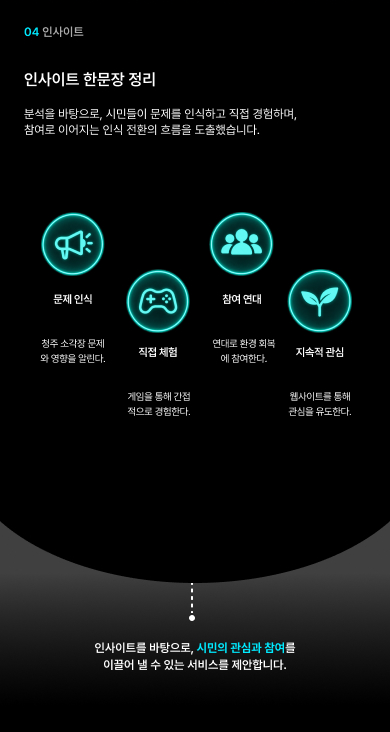 04 인사이트
인사이트 한문장 정리
분석을 바탕으로, 시민들이 문제를 인식하고 직접 경험하며,
참여로 이어지는 인식 전환의 흐름을 도출했습니다.
문제 인식
청주 소각장 문제
와 영향을 알린다.
직접 체험
게임을 통해 간접
적으로 경험한다.
참여 연대
연대로 환경 회복
에 참여한다.
지속적 관심
웹사이트를 통해
관심을 유도한다.
인사이트를 바탕으로, 시민의 관심과 참여를
이끌어 낼 수 있는 서비스를 제안합니다.